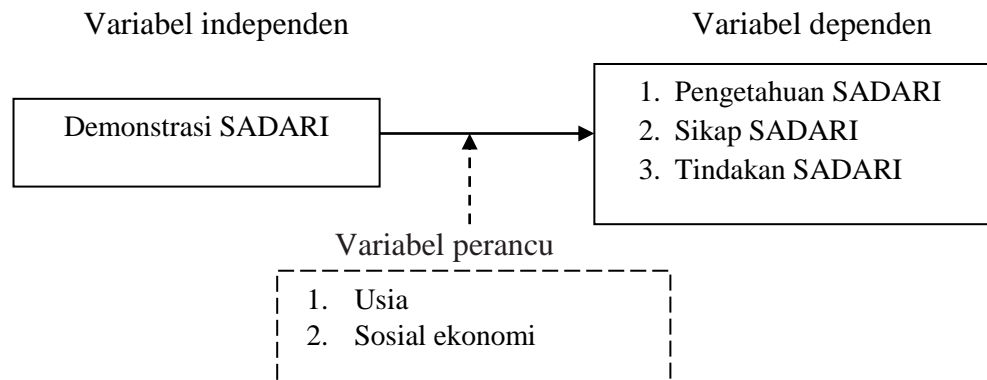 Variabel independen
Variabel dependen
Demonstrasi SADARI
1. Pengetahuan SADARI
2. Sikap SADARI
3. Tindakan SADARI
Variabel perancu
1. Usia
2. Sosial ekonomi